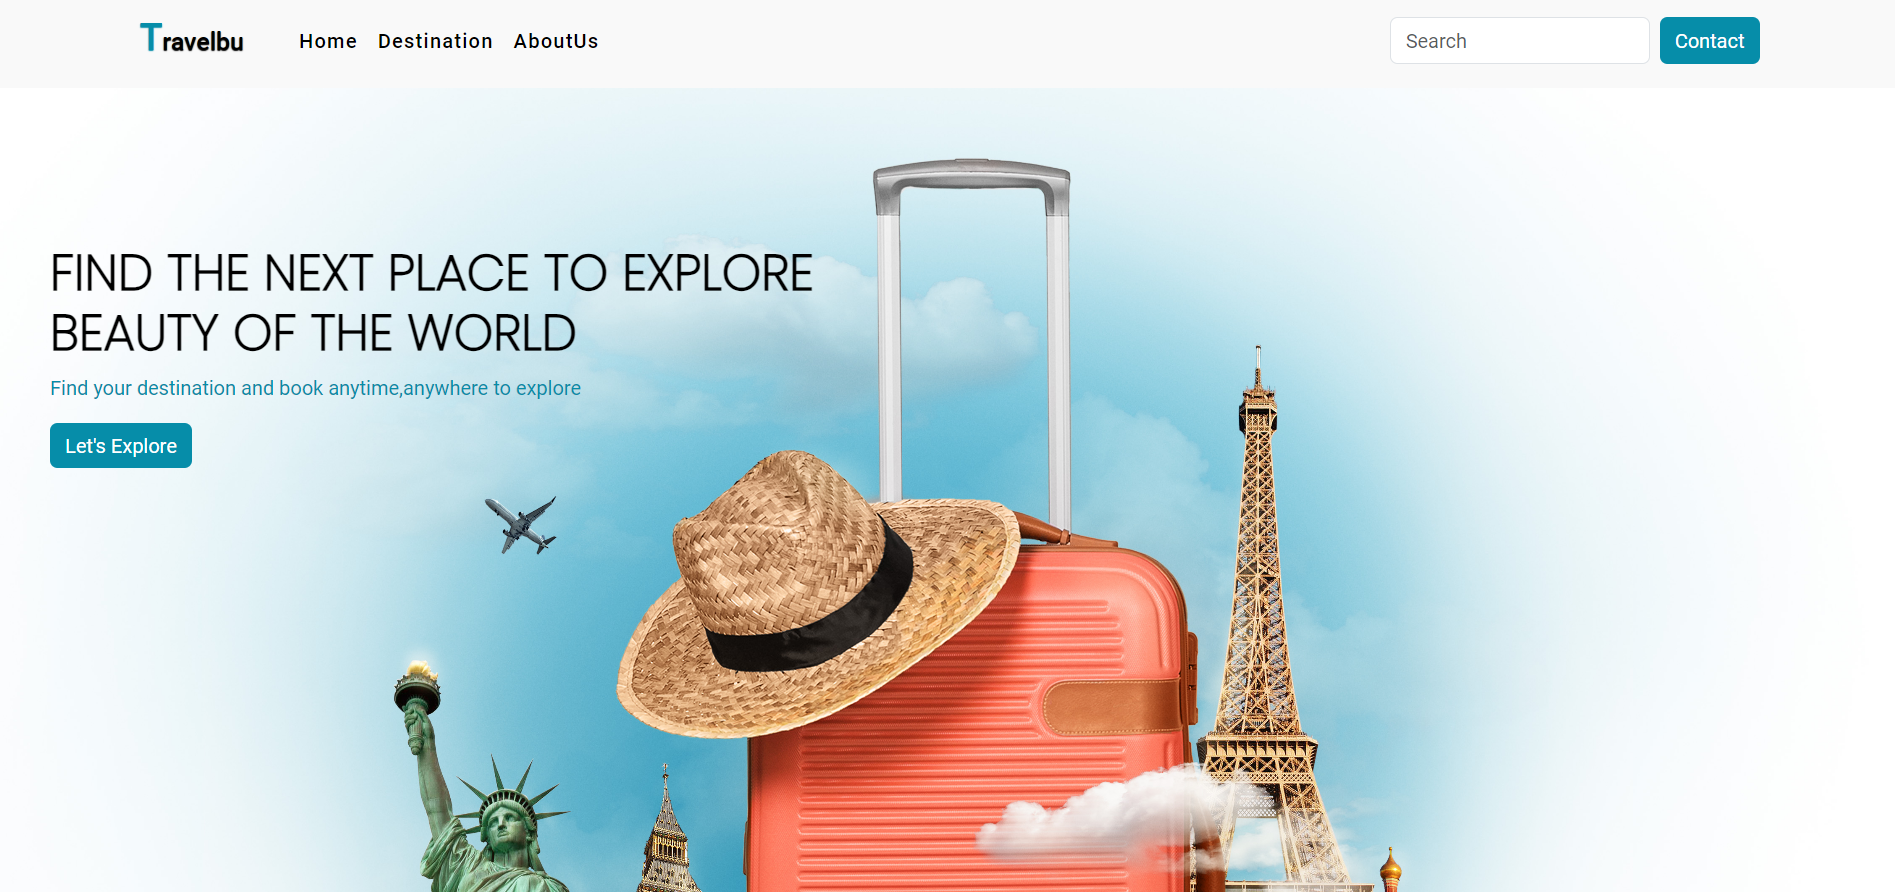 Travelbu
Home
Destination
AboutUs
Search
Contact
FIND THE NEXT PLACE TO EXPLORE
BEAUTY OF THE WORLD
Find your destination and book anytime,anywhere to explore
Let's Explore